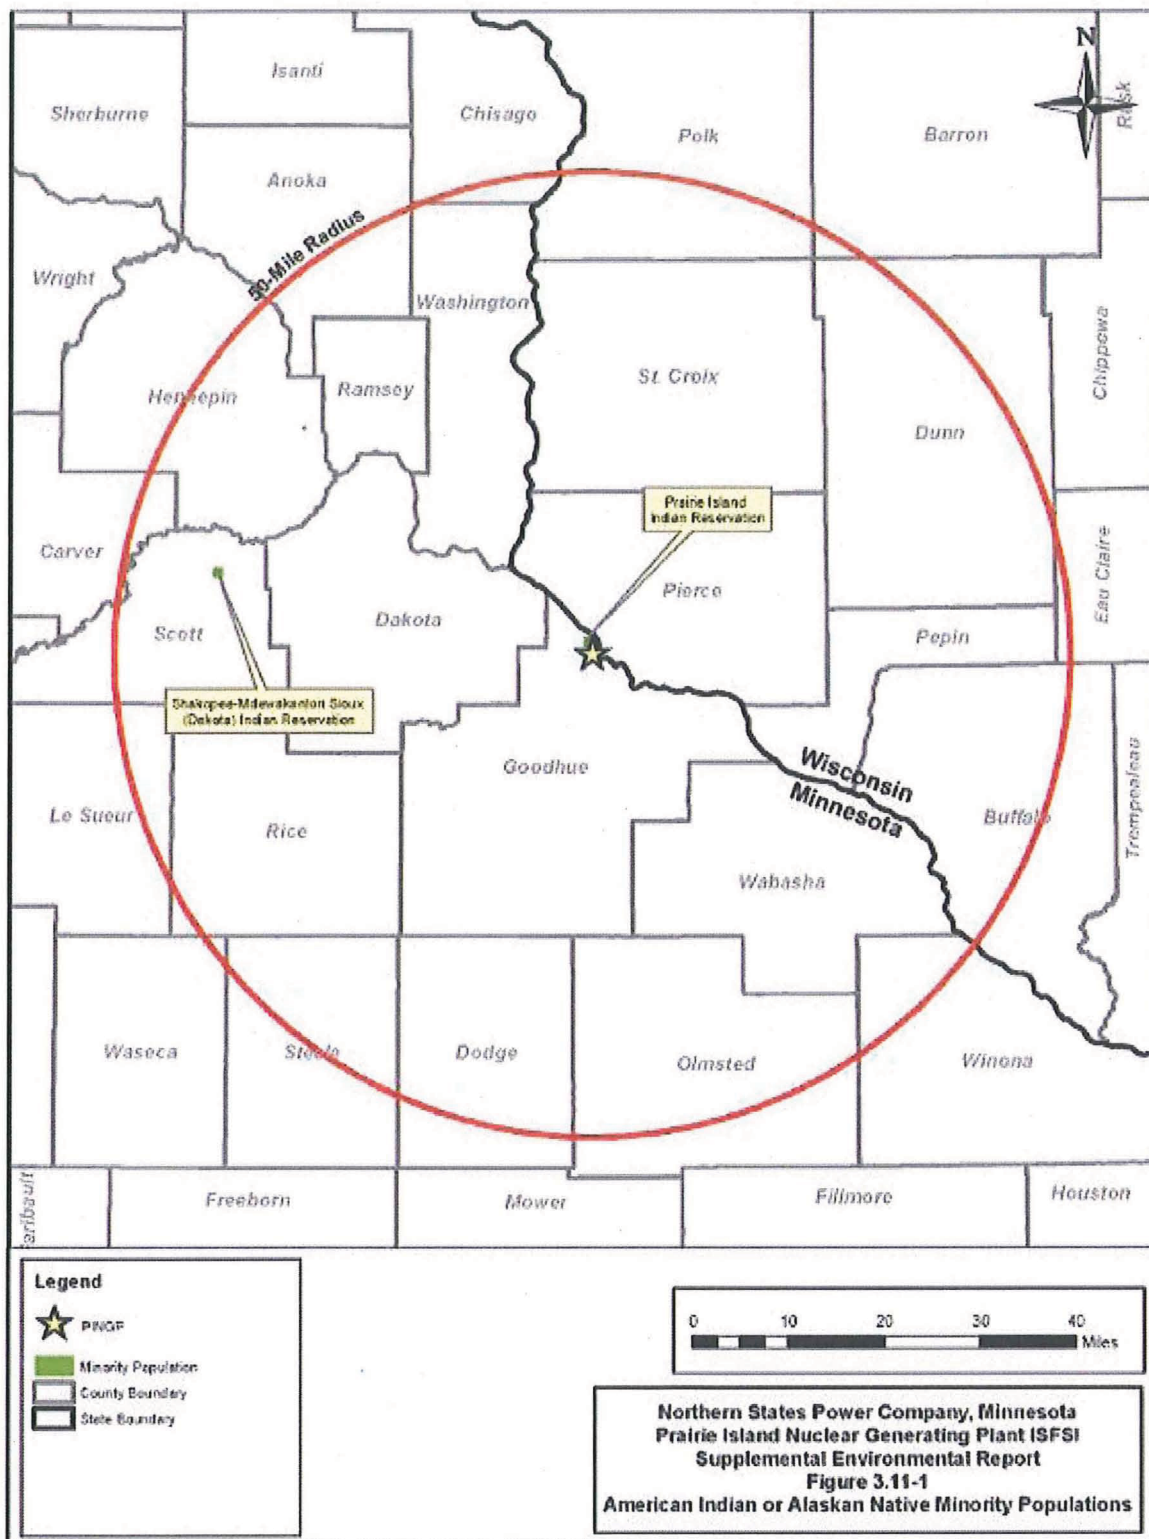 N
Isanti
Sherburne
Chisago
Polk
Barron
Rusk
Anoka
50-Mile Radius
Wright
Washington
Chippewa
St. Croix
Ramsey
Hennepin
Dunn
Prairie Island
Indian Reservation
Carver
Eau Claire
Pierce
Dakota
Scott
Pepin
Shakopee-Mdewakanton Sioux
(Dakota) Indian Reservation
Goodhue
Wisconsin
Minnesota
Trempealeau
Le Sueur
Rice
Buffalo
Wabasha
Waseca
Steele
Dodge
Olmsted
Winona
Faribault
Freeborn
Mower
Fillmore
Houston
Legend
PINGP
Minority Population
County Boundary
State Boundary
0 10 20 30 40
Miles
Northern States Power Company, Minnesota
Prairie Island Nuclear Generating Plant ISFSI
Supplemental Environmental Report
Figure 3.11-1
American Indian or Alaskan Native Minority Populations